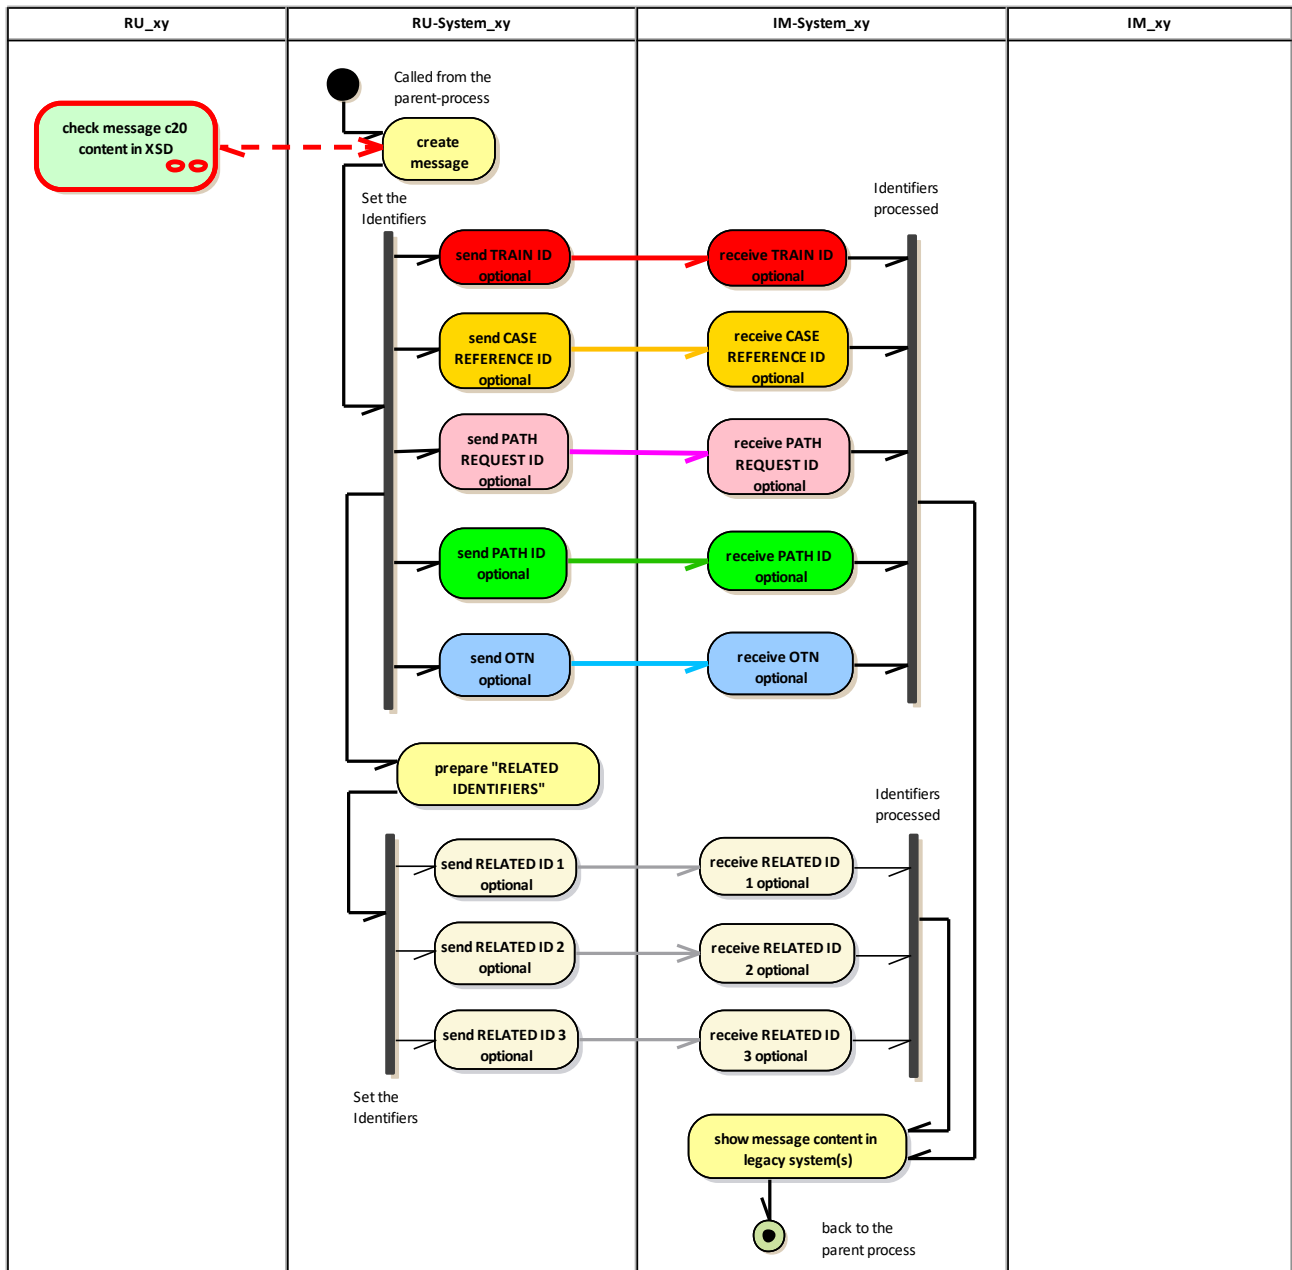 RU_xy
RU-System_xy
IM-System_xy
IM_xy
Called from the
parent-process
check message c20
content in XSD
create
message
Set the
Identifiers
Identifiers
processed
send TRAIN ID
optional
receive TRAIN ID
optional
send CASE
REFERENCE ID
optional
receive CASE
REFERENCE ID
optional
send PATH
REQUEST ID
optional
receive PATH
REQUEST ID
optional
send PATH ID
optional
receive PATH ID
optional
send OTN
optional
receive OTN
optional
prepare "RELATED
IDENTIFIERS"
Identifiers
processed
send RELATED ID 1
optional
receive RELATED ID
1 optional
send RELATED ID 2
optional
receive RELATED ID
2 optional
send RELATED ID 3
optional
receive RELATED ID
3 optional
Set the
Identifiers
show message content in
legacy system(s)
back to the
parent process